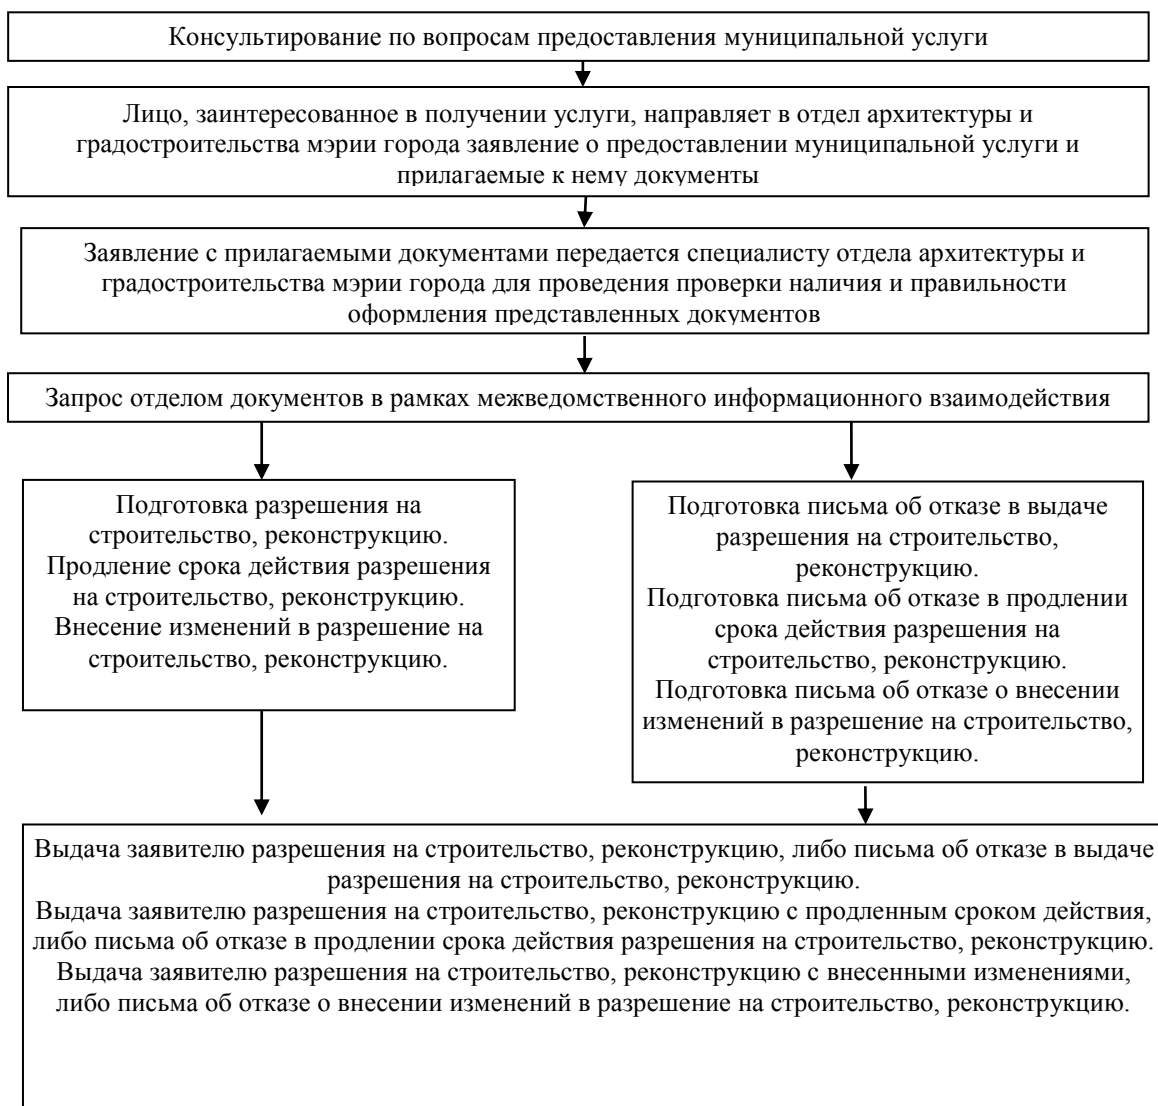 Консультирование по вопросам предоставления муниципальной услуги
Лицо, заинтересованное в получении услуги, направляет в отдел архитектуры и
градостроительства мэрии города заявление о предоставлении муниципальной услуги и
прилагаемые к нему документы
Заявление с прилагаемыми документами передается специалисту отдела архитектуры и
градостроительства мэрии города для проведения проверки наличия и правильности
оформления представленных документов
Запрос отделом документов в рамках межведомственного информационного взаимодействия
Подготовка разрешения на
строительство, реконструкцию.
Продление срока действия разрешения
на строительство, реконструкцию.
Внесение изменений в разрешение на
строительство, реконструкцию.
Подготовка письма об отказе в выдаче
разрешения на строительство,
реконструкцию.
Подготовка письма об отказе в продлении
срока действия разрешения на
строительство, реконструкцию.
Подготовка письма об отказе о внесении
изменений в разрешение на строительство,
реконструкцию.
Выдача заявителю разрешения на строительство, реконструкцию, либо письма об отказе в выдаче
разрешения на строительство, реконструкцию.
Выдача заявителю разрешения на строительство, реконструкцию с продленным сроком действия,
либо письма об отказе в продлении срока действия разрешения на строительство, реконструкцию.
Выдача заявителю разрешения на строительство, реконструкцию с внесенными изменениями,
либо письма об отказе о внесении изменений в разрешение на строительство, реконструкцию.